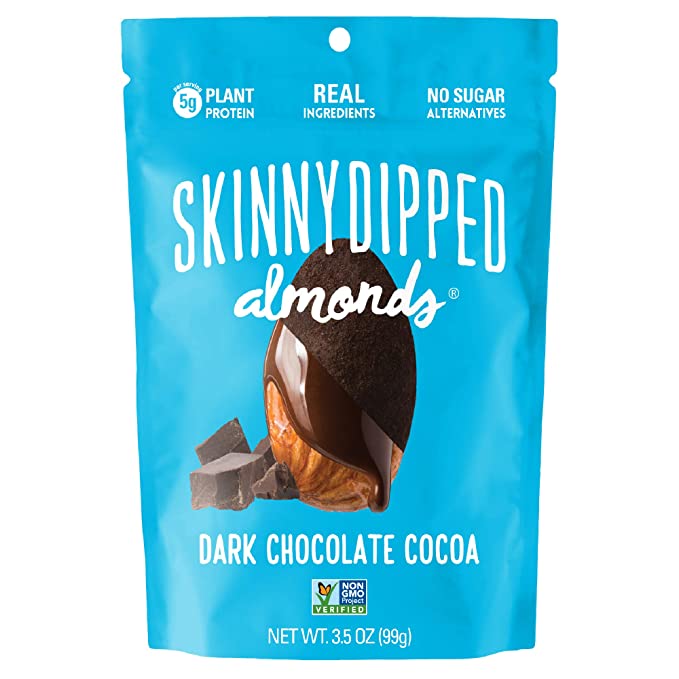 per serving
5g PLANT PROTEIN
REAL INGREDIENTS
NO SUGAR ALTERNATIVES
SKINNYDIPPED
almonds®
DARK CHOCOLATE COCOA
NON
GMO
Project
VERIFIED
NET WT. 3.5 OZ (99g)